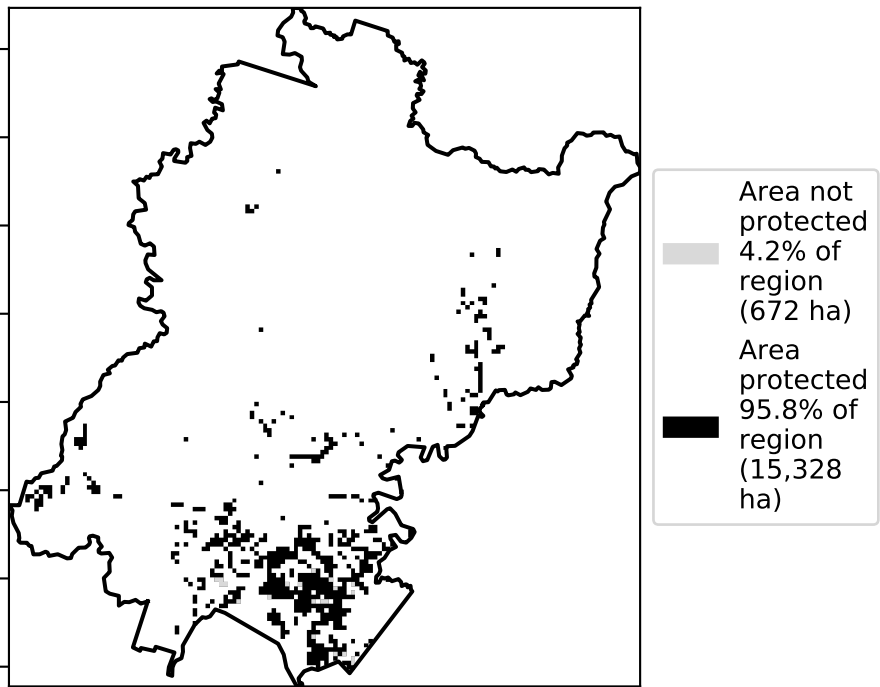 Area not
protected
4.2% of
region
(672 ha)
Area
protected
95.8% of
region
(15,328
ha)